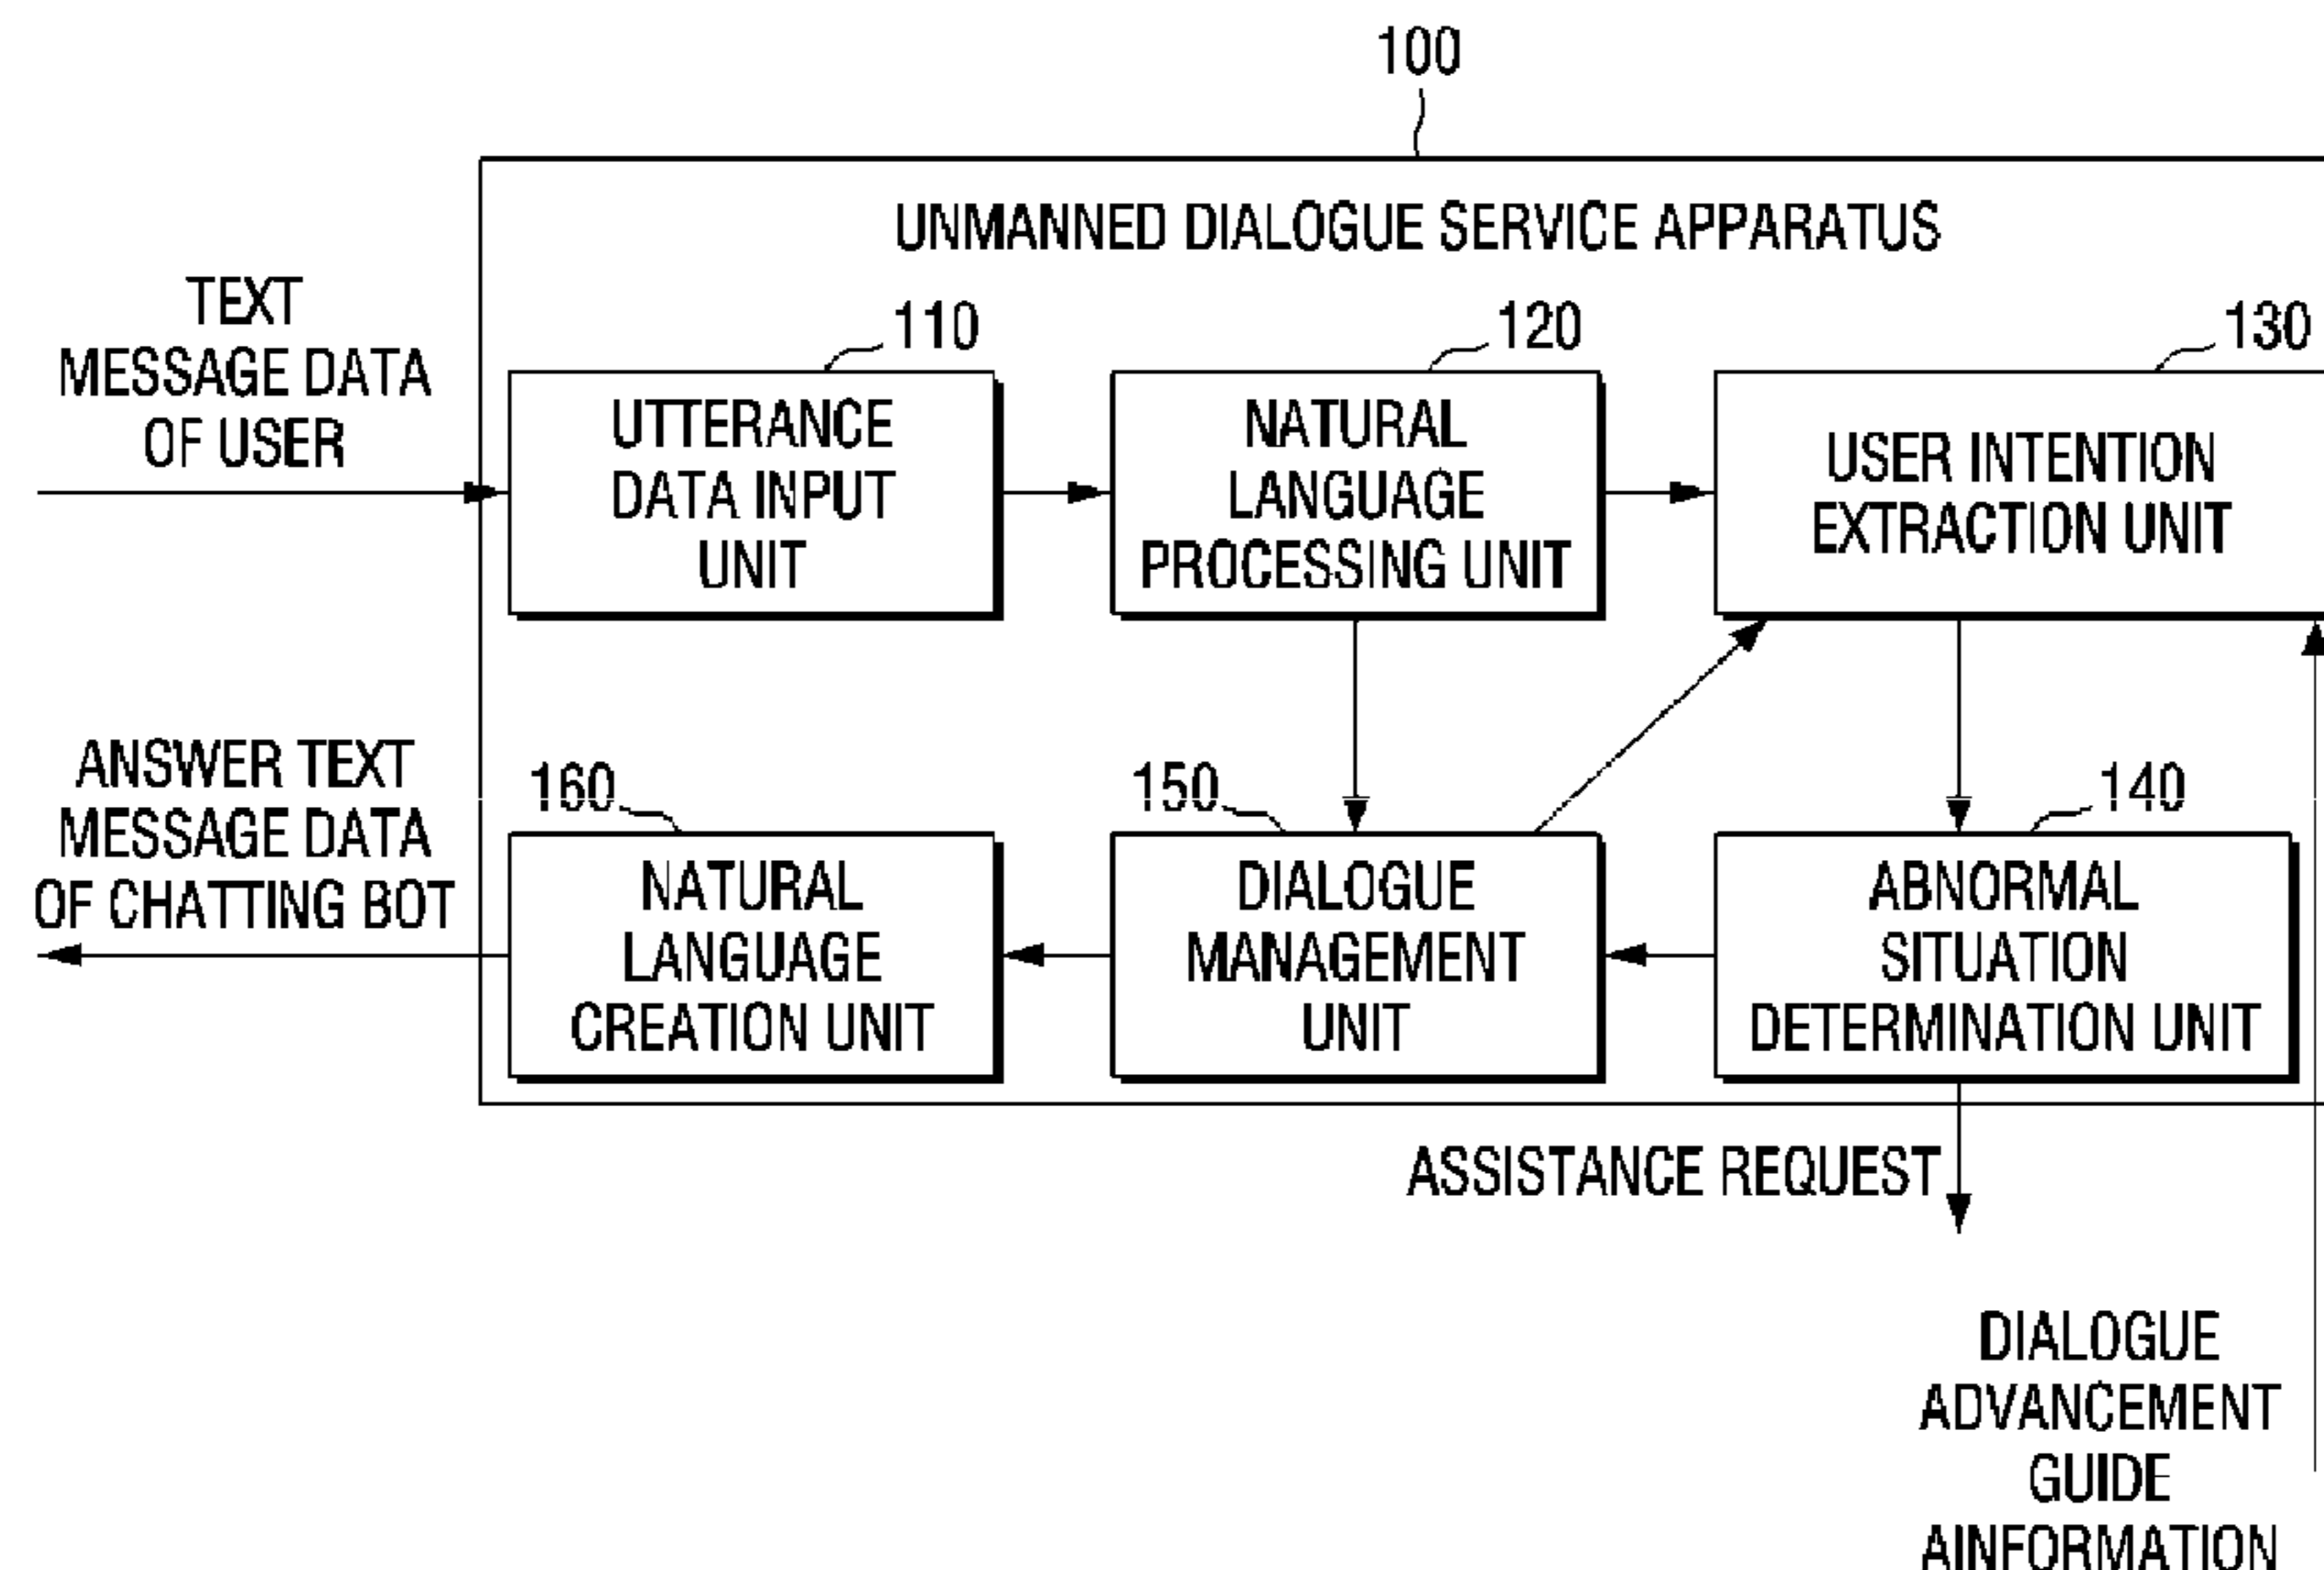 100
UNMANNED DIALOGUE SERVICE APPARATUS
TEXT
MESSAGE DATA
OF USER
110
UTTERANCE
DATA INPUT
UNIT
120
NATURAL
LANGUAGE
PROCESSING UNIT
130
USER INTENTION
EXTRACTION UNIT
ANSWER TEXT
MESSAGE DATA
OF CHATTING BOT
160
NATURAL
LANGUAGE
CREATION UNIT
150
DIALOGUE
MANAGEMENT
UNIT
140
ABNORMAL
SITUATION
DETERMINATION UNIT
ASSISTANCE REQUEST
DIALOGUE
ADVANCEMENT
GUIDE
AINFORMATION